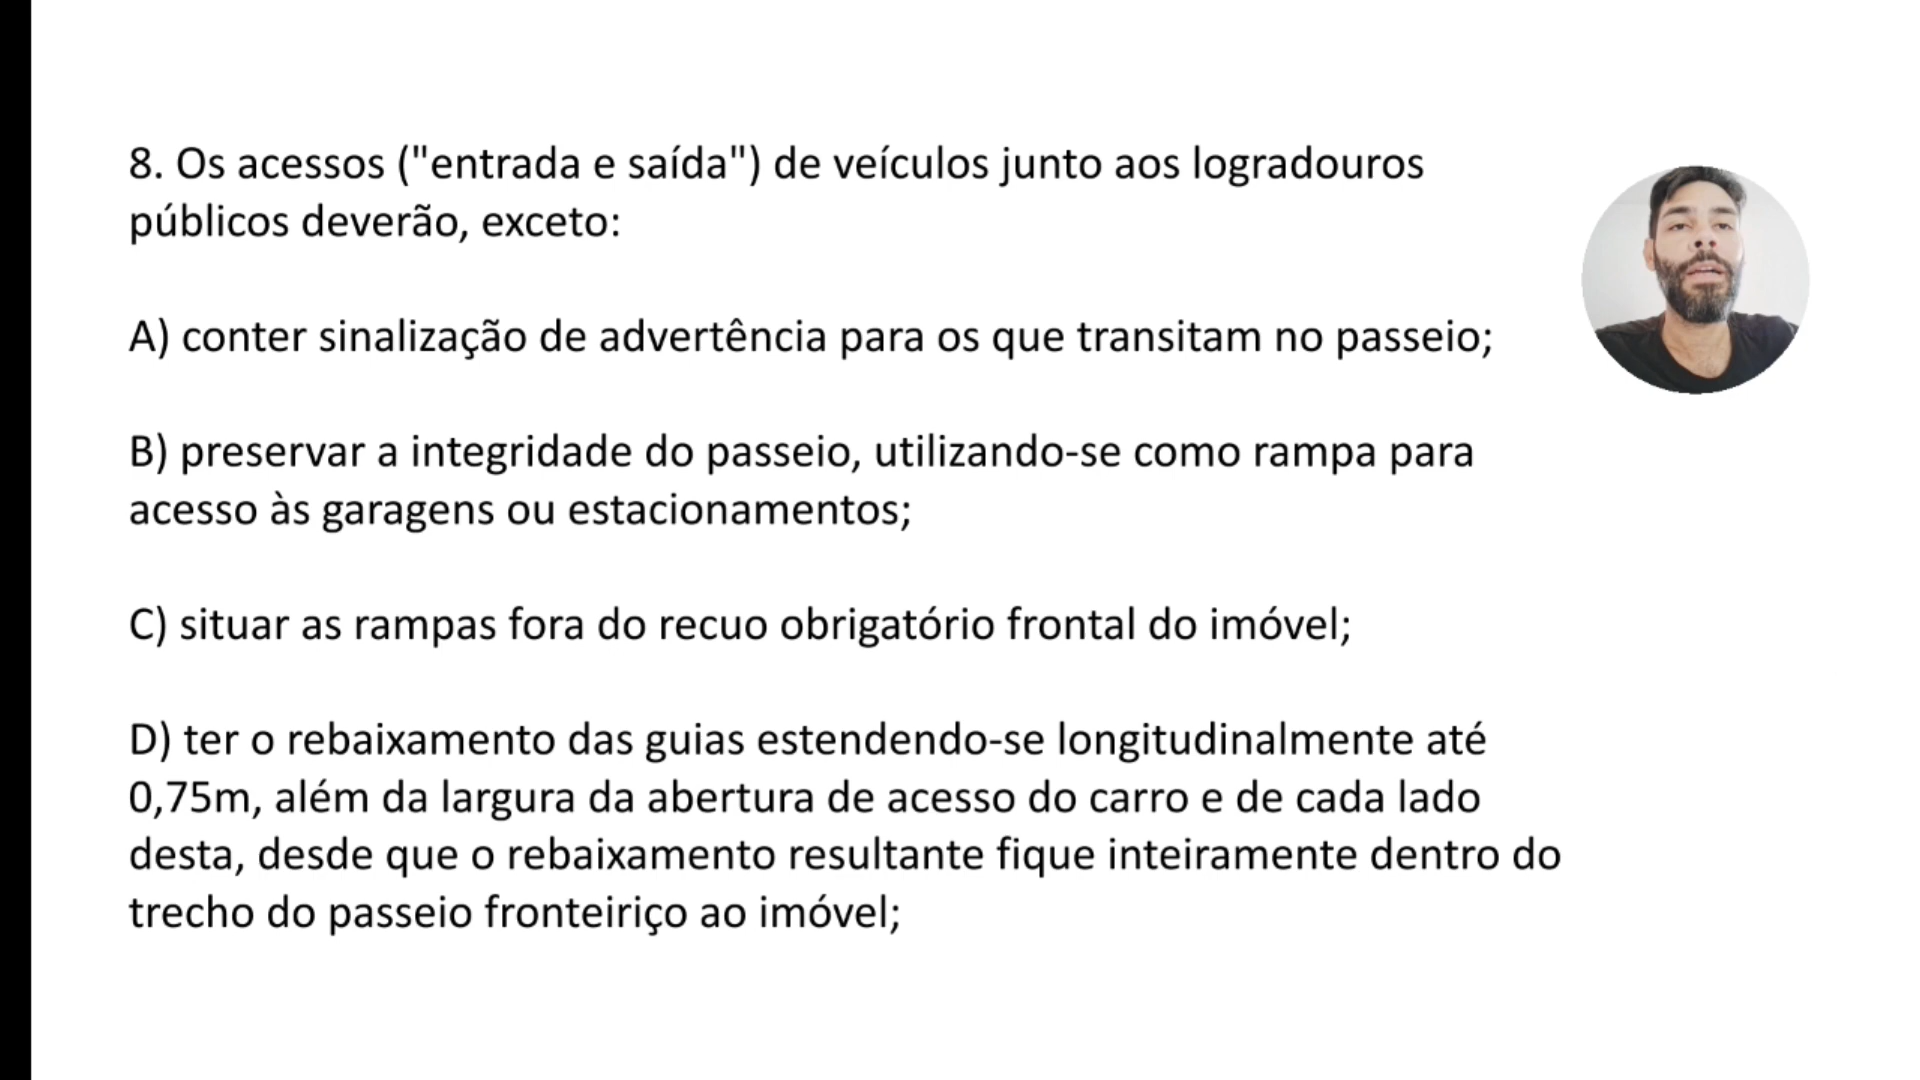 8. Os acessos ("entrada e saída") de veículos junto aos logradouros
públicos deverão, exceto:
A) conter sinalização de advertência para os que transitam no passeio;
B) preservar a integridade do passeio, utilizando-se como rampa para
acesso às garagens ou estacionamentos;
C) situar as rampas fora do recuo obrigatório frontal do imóvel;
D) ter o rebaixamento das guias estendendo-se longitudinalmente até
0,75m, além da largura da abertura de acesso do carro e de cada lado
desta, desde que o rebaixamento resultante fique inteiramente dentro do
trecho do passeio fronteiriço ao imóvel;